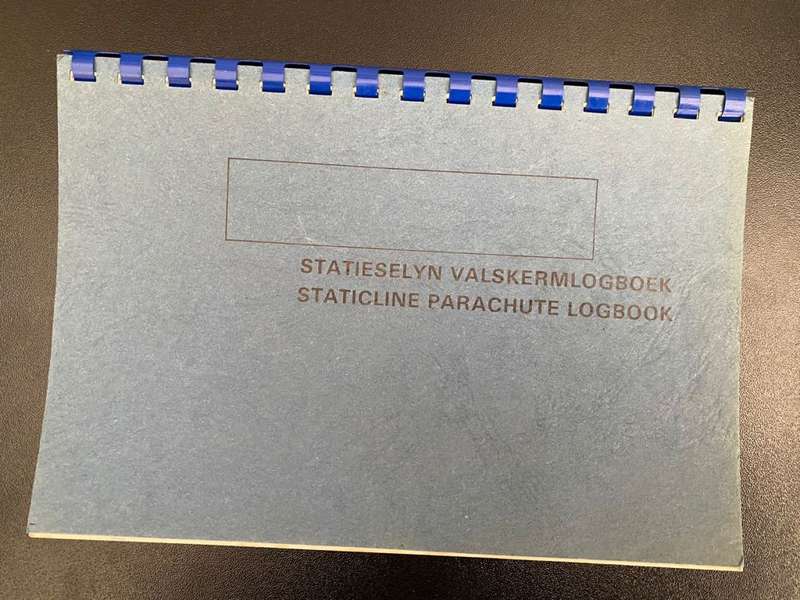 STATIESELYN VALSKERMLOGBOEK
STATICLINE PARACHUTE LOGBOOK